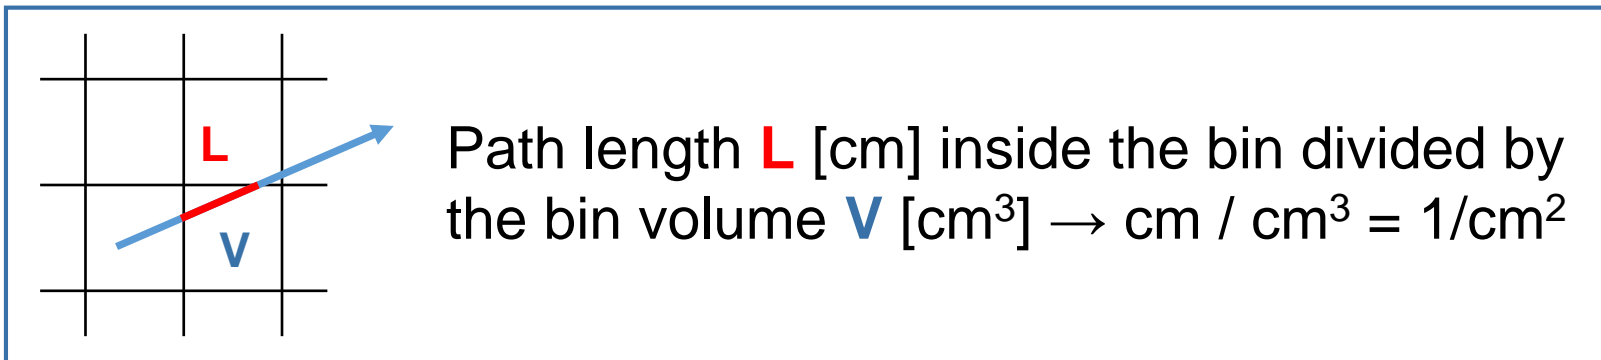 L
V
Path length L [cm] inside the bin divided by
the bin volume V [cm³] → cm / cm³ = 1/cm²